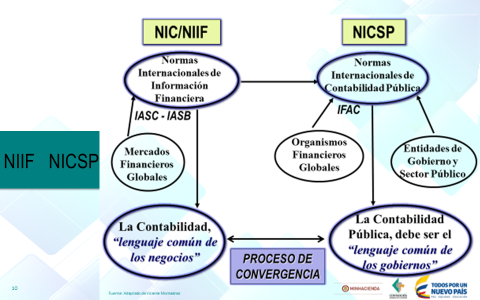 NIC/NIIF
NICSP
Normas
Internacionales de
Información
Financiera
Normas
Internacionales de
Contabilidad Pública
IASC - IASB
IFAC
NIIF NICSP
Mercados
Financieros
Globales
Organismos
Financieros
Globales
Entidades de
Gobierno y
Sector Público
La Contabilidad,
“lenguaje común de
los negocios”
La Contabilidad
Pública, debe ser el
“lenguaje común de
los gobiernos”
PROCESO DE
CONVERGENCIA
10
MINHACIENDA
TODOS POR UN
NUEVO PAÍS